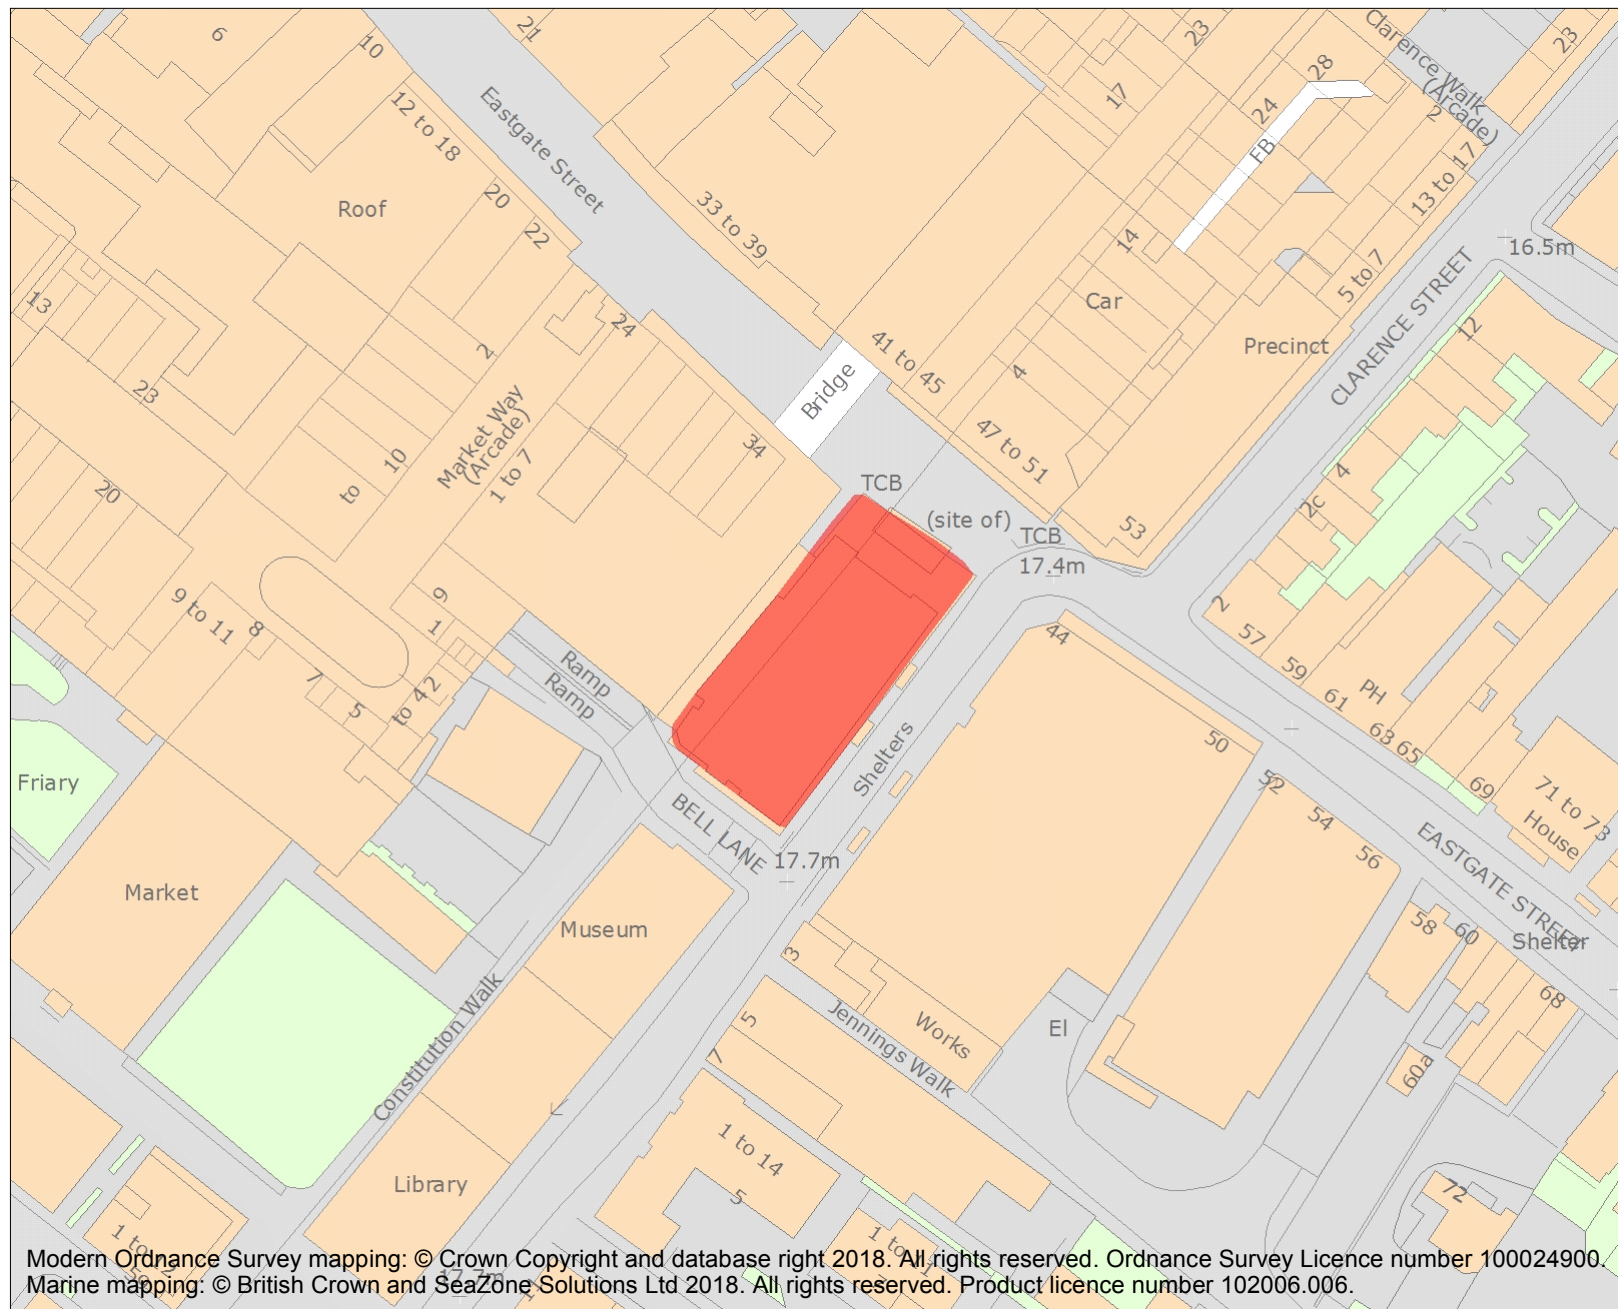 6
10
21
23
Clarence Walk
(Arcade)
23
28
24
17
2
FB
12 to 18
Eastgate Street
Roof
20
22
33 to 39
14
13 to 17
16.5m
5 to 7
Car
Precinct
CLARENCE STREET
12
13
24
2
23
41 to 45
4
Bridge
Market Way
(Arcade)
1 to 7
10
to
34
47 to 51
20
TCB
(site of)
TCB
17.4m
53
4
2c
2
57
59
61
PH
63
65
69
71 to 73
House
9 to 11
8
9
1
7
5
to 4
2
Ramp
Ramp
44
50
52
54
56
EASTGATE STREET
Shelter
Shelters
BELL LANE
17.7m
Friary
Market
Museum
Constitution Walk
Library
3
5
7
Jennings Walk
Works
El
58
60
68
60a
72
1 to 14
5
Modern Ordnance Survey mapping: © Crown Copyright and database right 2018. All rights reserved. Ordnance Survey Licence number 100024900.
Marine mapping: © British Crown and SeaZone Solutions Ltd 2018. All rights reserved. Product licence number 102006.006.
17.7m